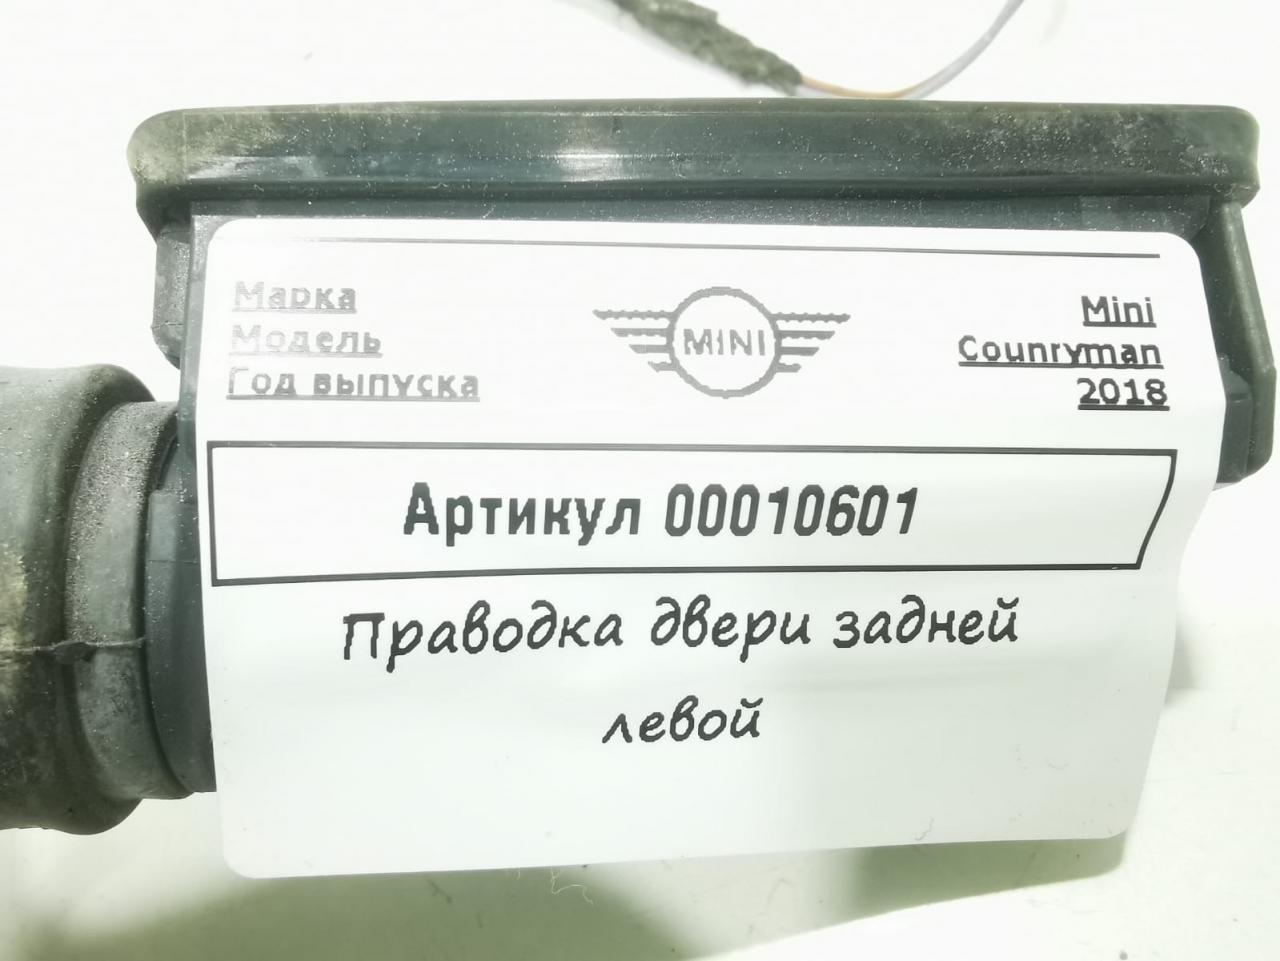 Марка
Модель
Год выпуска
MINI
Mini
Counryman
2018
Артикул 00010601
Праводка двери задней
левой